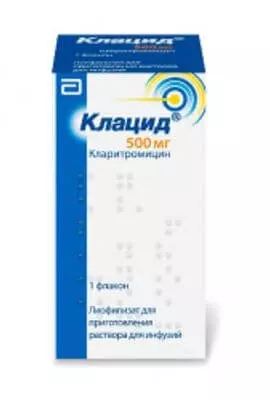 Клацид®
500 мг
Кларитромицин
1 флакон
Лиофилизат для
приготовления
раствора для инфузий